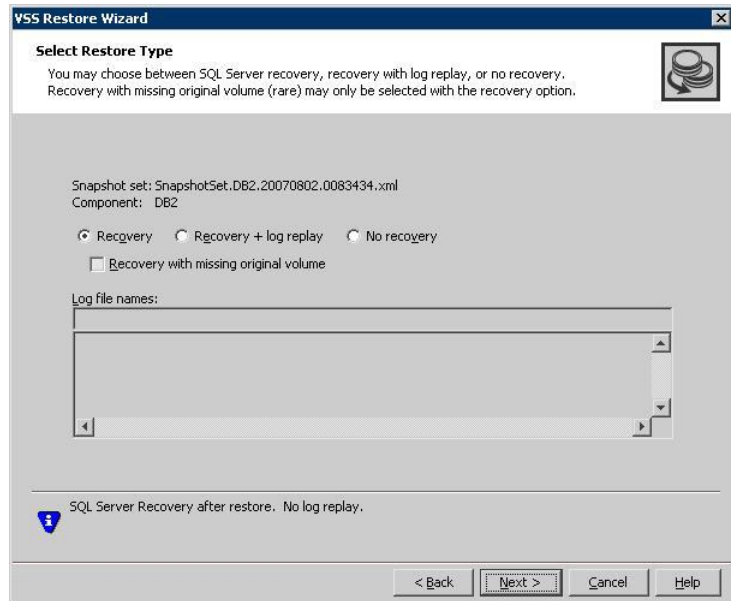 VSS Restore Wizard
Select Restore Type
You may choose between SQL Server recovery, recovery with log replay, or no recovery.
Recovery with missing original volume (rare) may only be selected with the recovery option.
Snapshot set: SnapshotSet.DB2.20070802.0083434.xml
Component: DB2
Recovery Recovery + log replay No recovery
Recovery with missing original volume
Log file names:
SQL Server Recovery after restore. No log replay.
< Back Next > Cancel Help